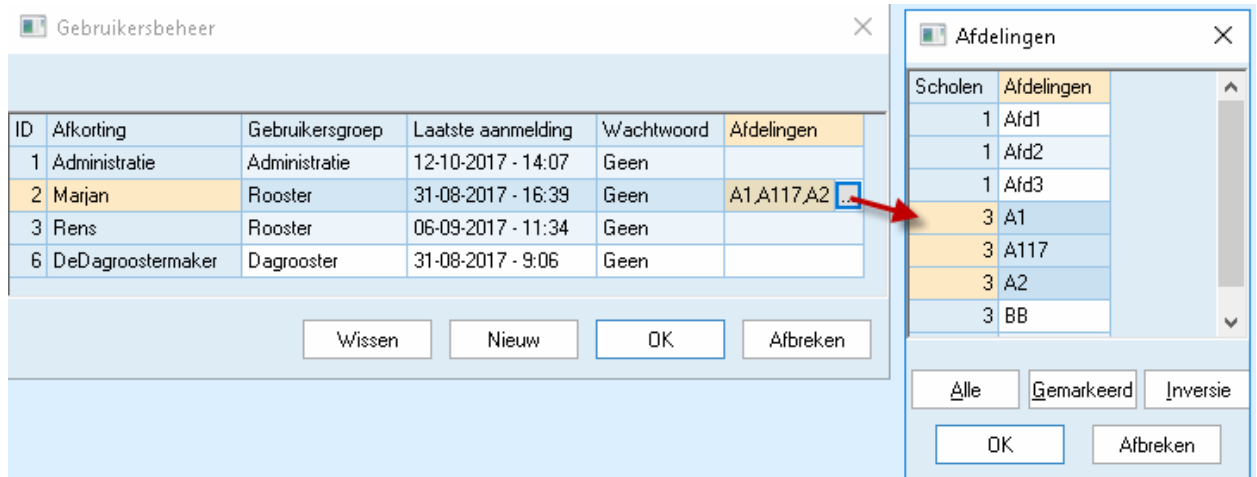 Gebruikersbeheer
ID Afkorting Gebruikersgroep Laatste aanmelding Wachtwoord Afdelingen
1 Administratie Administratie 12-10-2017 - 14:07 Geen
2 Marjan Rooster 31-08-2017 - 16:39 Geen A1,A117,A2 ...
3 Rens Rooster 06-09-2017 - 11:34 Geen
6 DeDagroostermaker Dagrooster 31-08-2017 - 9:06 Geen
Wissen Nieuw OK Afbreken
Afdelingen
Scholen Afdelingen
1 Afd1
1 Afd2
1 Afd3
3 A1
3 A117
3 A2
3 BB
Alle Gemarkeerd Inversie
OK Afbreken